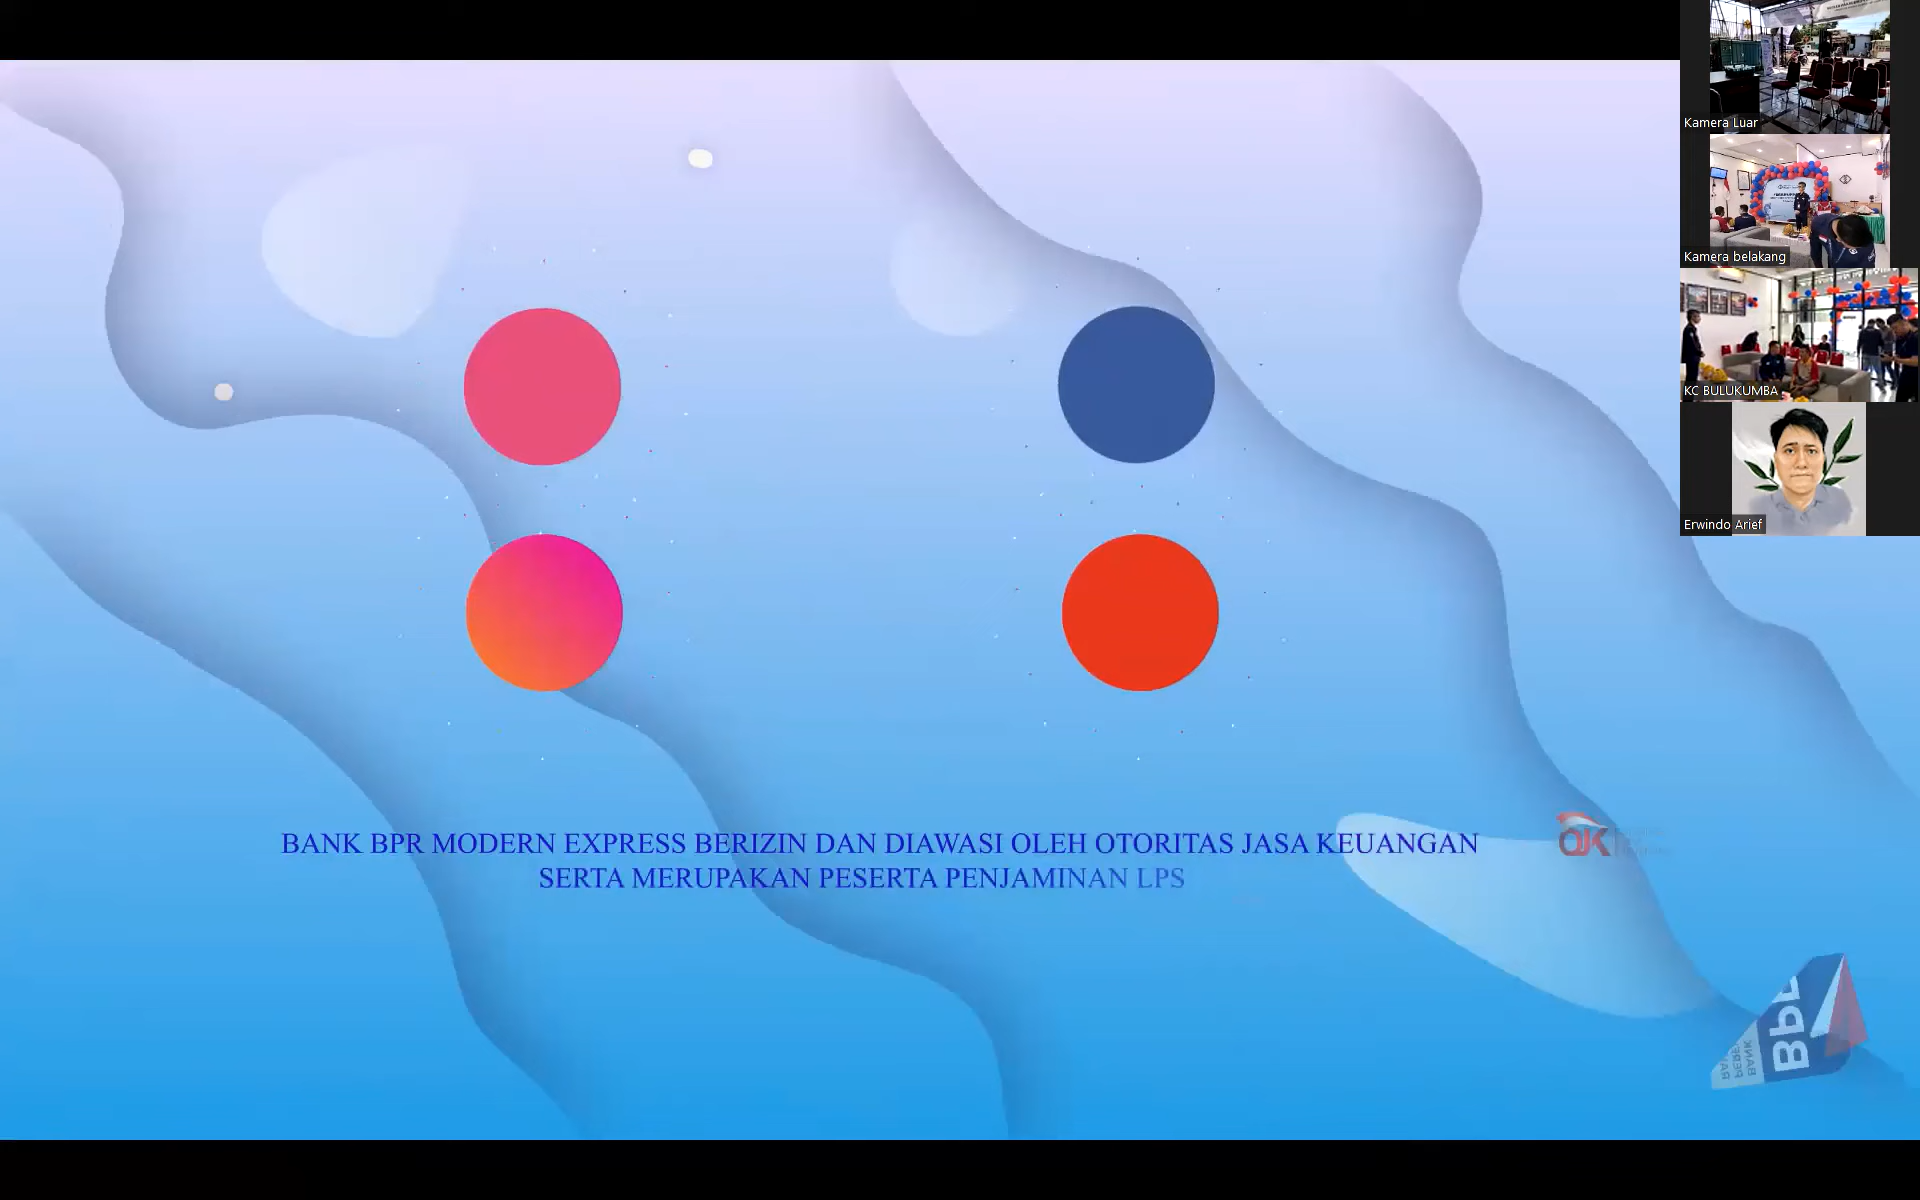 Kamera Luar
Kamera belakang
KC BULUKUMBA
Erwindo Arief
BANK BPR MODERN EXPRESS BERIZIN DAN DIAWASI OLEH OTORITAS JASA KEUANGAN
SERTA MERUPAKAN PESERTA PENJAMINAN LPS
OJK
BPR
BANK